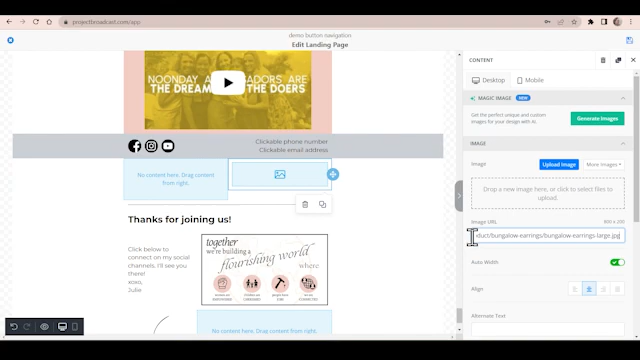 projectbroadcast.com/app
demo button navigation
Edit Landing Page
NOONDAY AMBASSADORS ARE
THE DREAM
THE DOERS
Clickable phone number
Clickable email address
No content here. Drag content
from right.
Thanks for joining us!
Click below to
connect on my social
channels. I'll see you
there!
xoxo,
Julie
together
we're building a
flourishing world
where
No content here. Drag content
from right.
CONTENT
Desktop
Mobile
MAGIC IMAGE NEW
Get the perfect unique and custom
images for your design with AI.
Generate Images
IMAGE
Image
Upload Image
More Images
Drop a new image here, or click to select files to
upload.
Image URL
800 x 200
duct/bungalow-earrings/bungalow-earrings-large.jpg
Auto Width
Align
Alternate Text